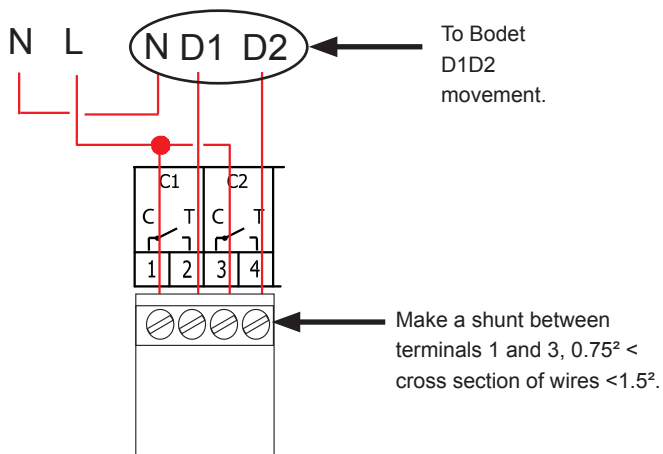 N L N D1 D2
To Bodet
D1D2
movement.
C1 C2
C T C T
1 2 3 4
Make a shunt between
terminals 1 and 3, 0.75² <
cross section of wires <1.5².